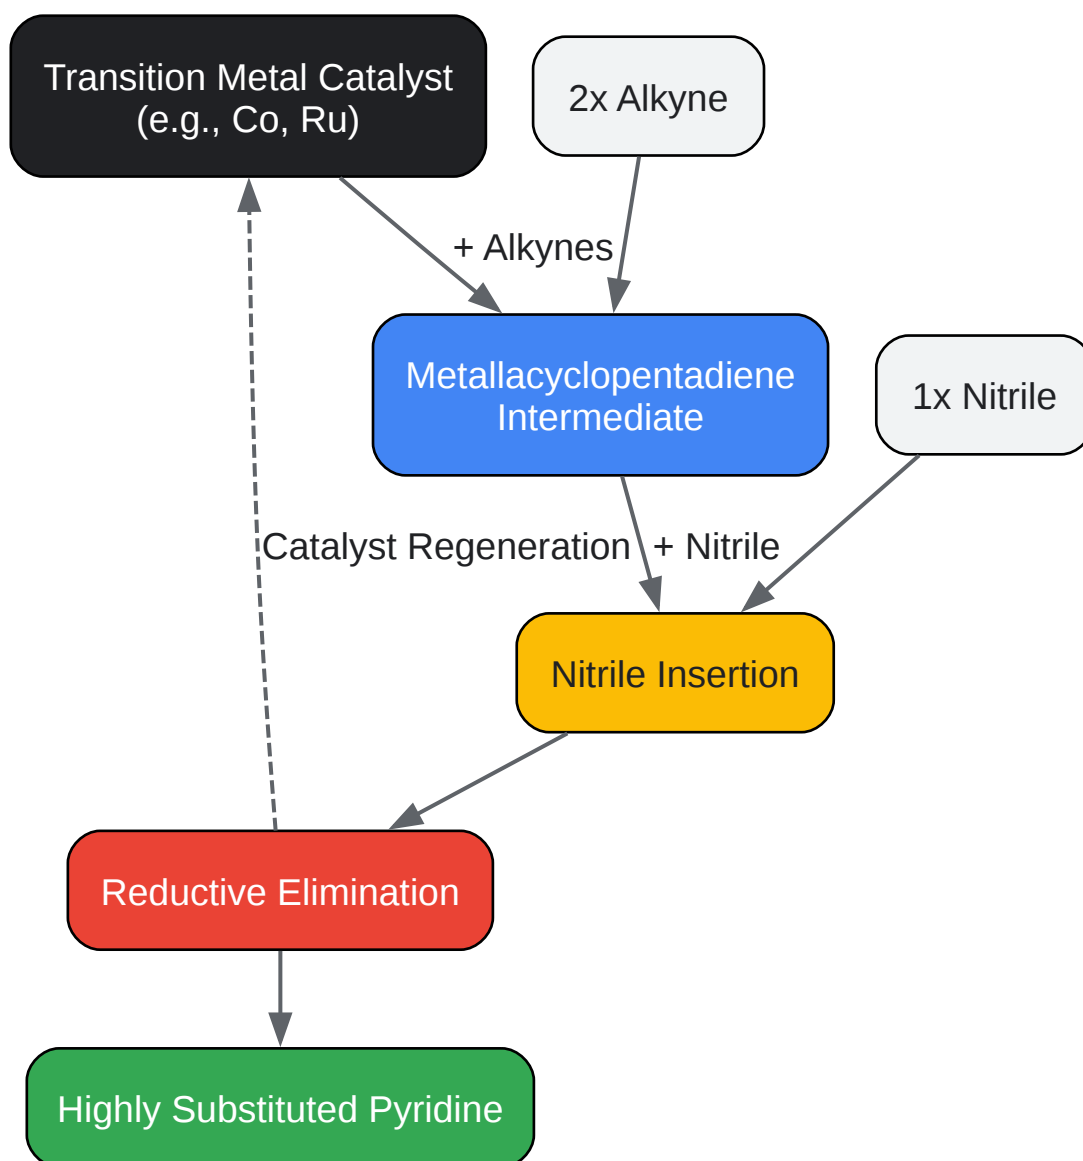 Transition Metal Catalyst
(e.g., Co, Ru)
2x Alkyne
+ Alkynes
Metallacyclopentadiene
Intermediate
1x Nitrile
Catalyst Regeneration
+ Nitrile
Nitrile Insertion
Reductive Elimination
Highly Substituted Pyridine